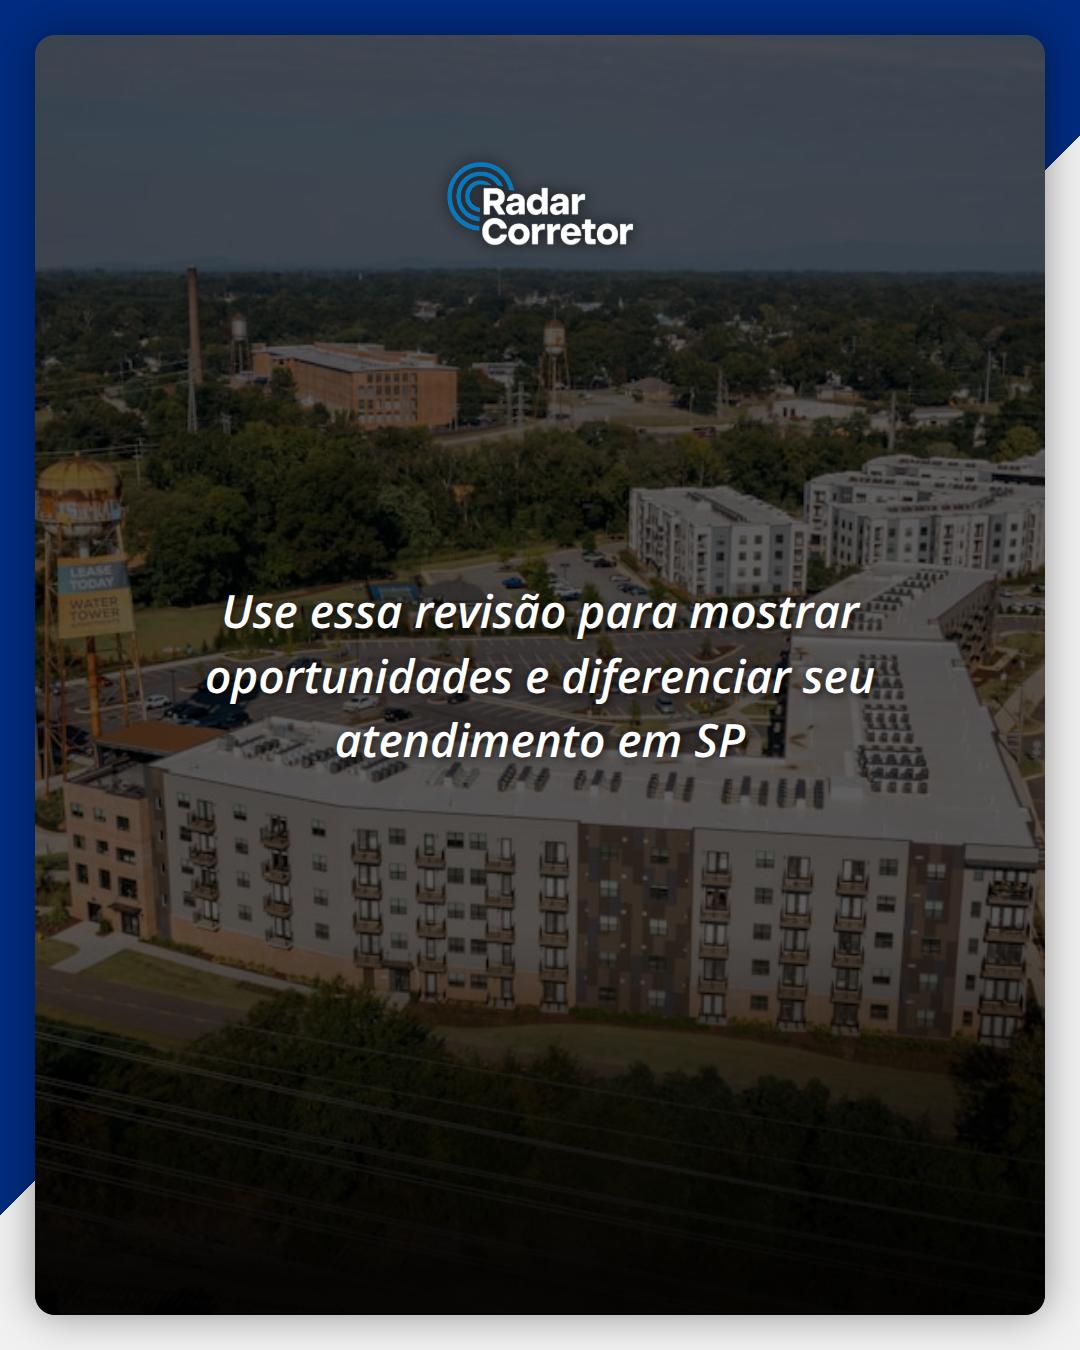 Radar
Corretor
LEASE
TODAY
WATER
TOWER
Use essa revisão para mostrar
oportunidades e diferenciar seu
atendimento em SP